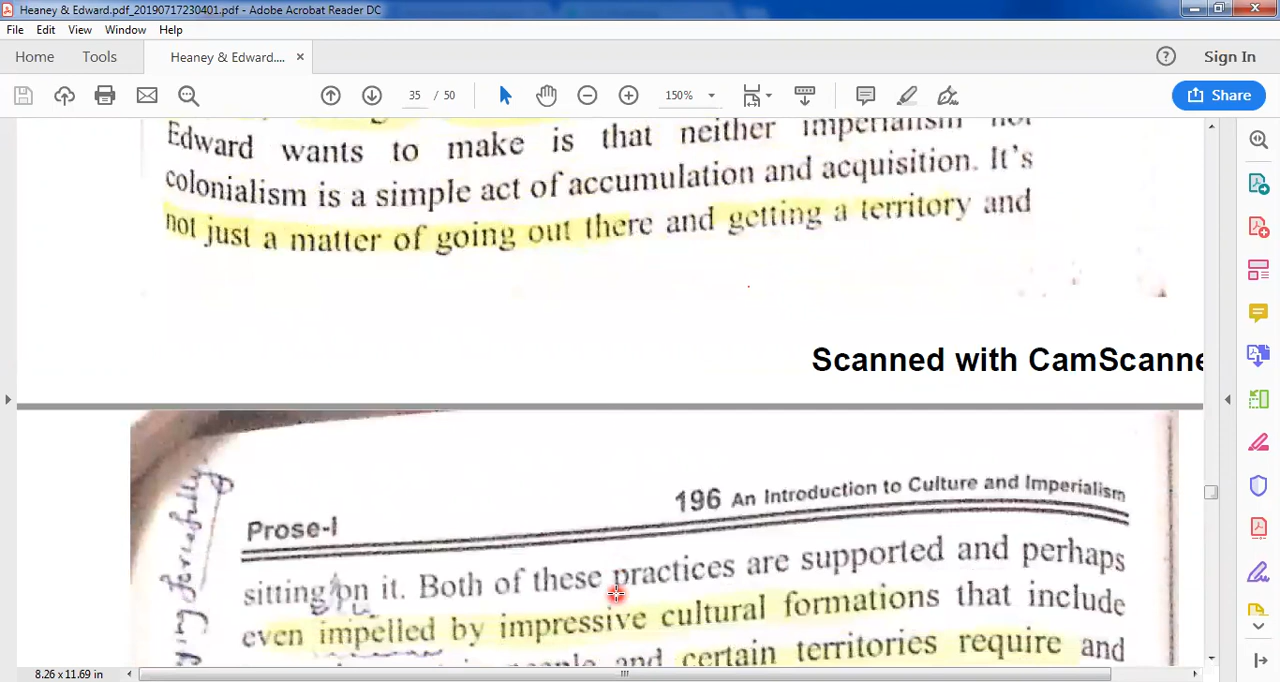 Heaney & Edward.pdf_20190717230401.pdf - Adobe Acrobat Reader DC
File Edit View Window Help
Home Tools Heaney & Edward.... × Sign In
35 / 50 150% Share
Edward wants to make is that neither imperialism nor
colonialism is a simple act of accumulation and acquisition. It's
not just a matter of going out there and getting a territory and
Scanned with CamScanne
Prose-I 196 An Introduction to Culture and Imperialism
sitting on it. Both of these practices are supported and perhaps
even impelled by impressive cultural formations that include
people and certain territories require and
8.26 x 11.69 in